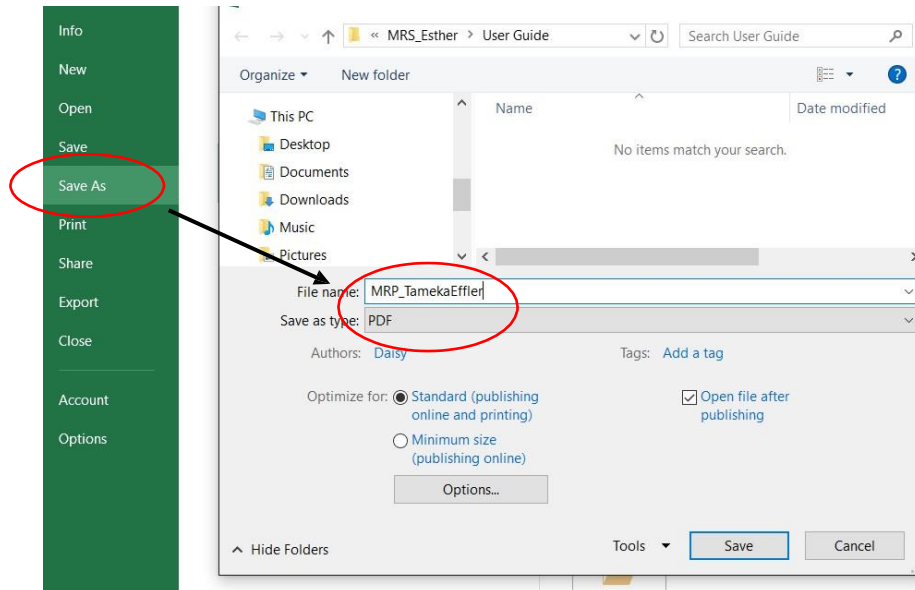 Info
New
Open
Save
Save As
Print
Share
Export
Close
Account
Options
« MRS_Esther > User Guide
Search User Guide
Organize
New folder
?
Name
Date modified
This PC
Desktop
Documents
Downloads
Music
Pictures
No items match your search.
File name: MRP_TamekaEffler
Save as type: PDF
Authors: Daisy
Tags: Add a tag
Optimize for: Standard (publishing
online and printing)
Minimum size
(publishing online)
Open file after
publishing
Options...
Hide Folders
Tools
Save
Cancel